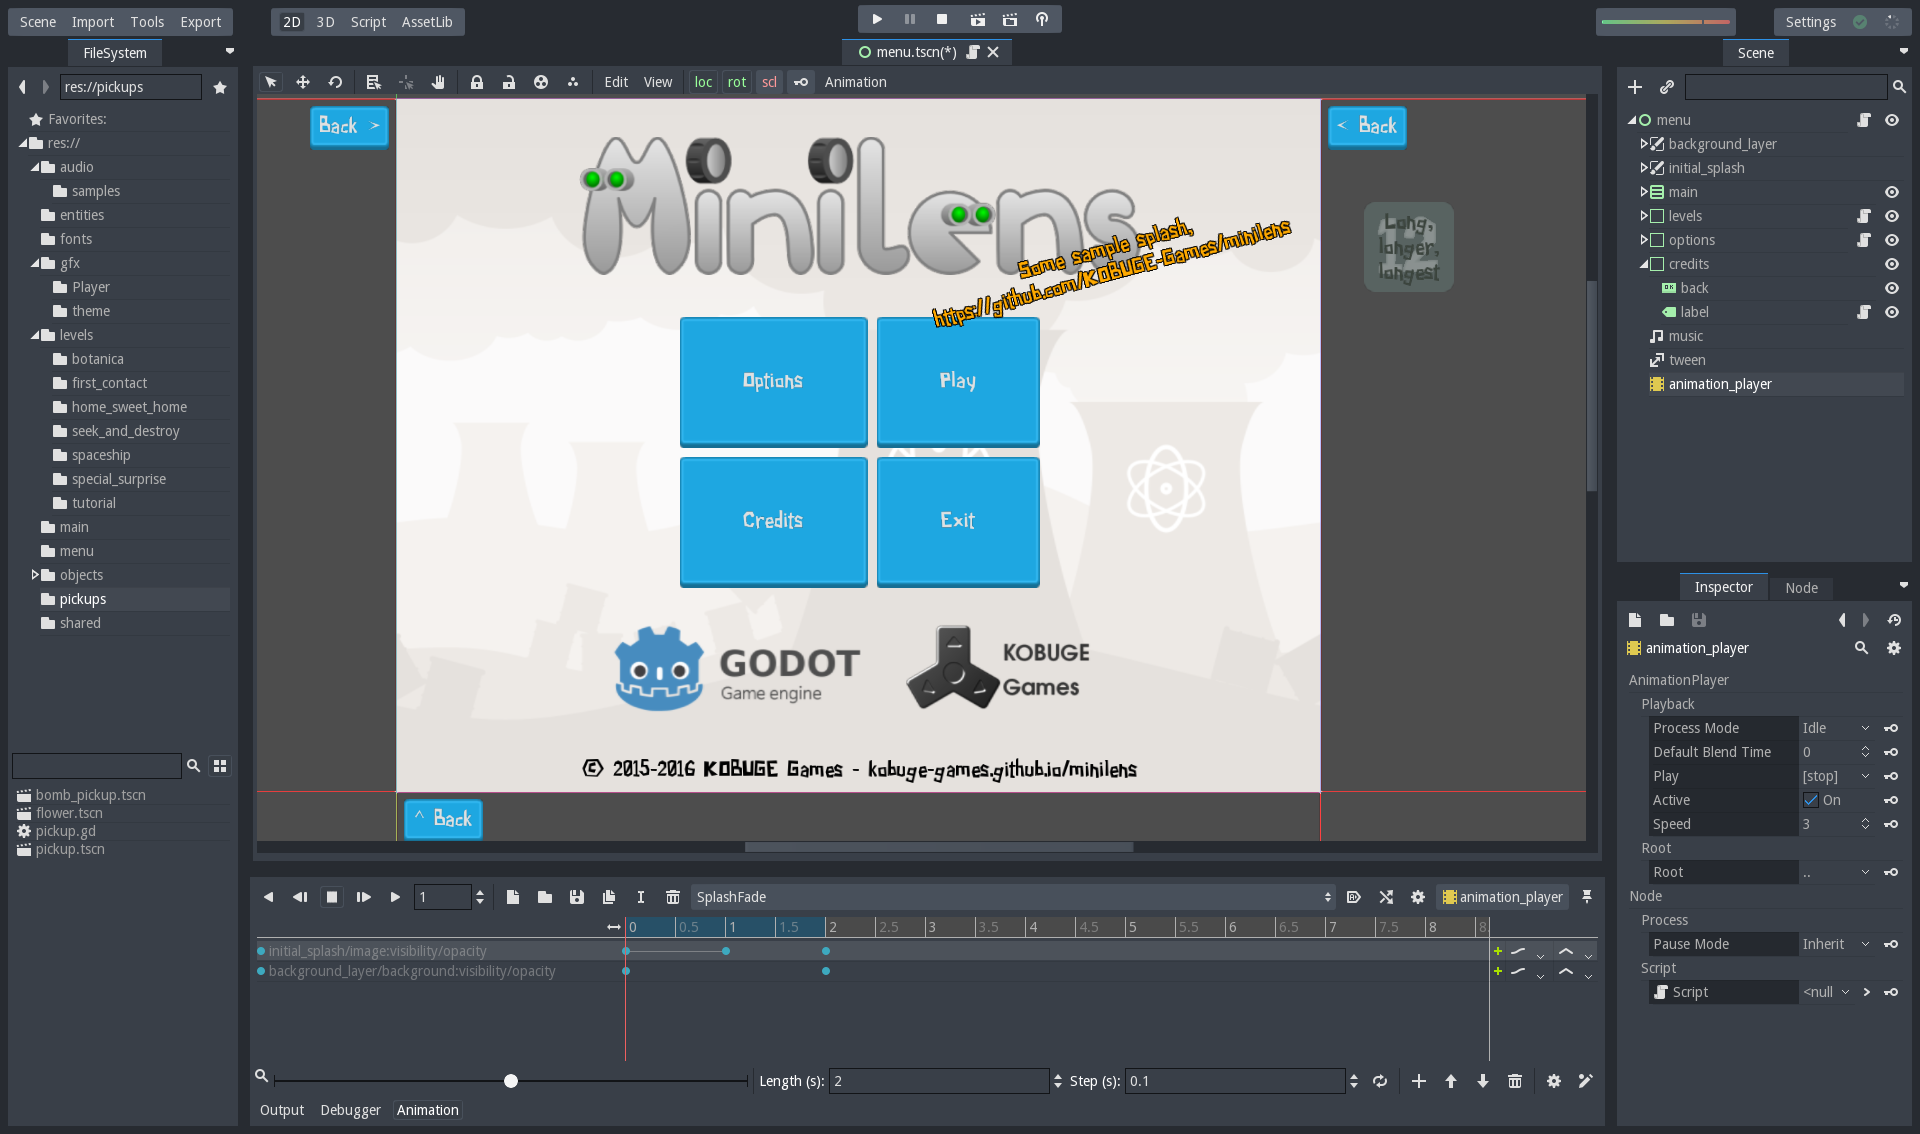 Scene Import Tools Export
2D 3D Script AssetLib
Settings
FileSystem
menu.tscn(*)
Scene
res://pickups
Favorites:
res://
audio
samples
entities
fonts
gfx
Player
theme
levels
botanica
first_contact
home_sweet_home
seek_and_destroy
spaceship
special_surprise
tutorial
main
menu
objects
pickups
shared
bomb_pickup.tscn
flower.tscn
pickup.gd
pickup.tscn
Edit View loc rot scl Animation
Back >
< Back
Minilens
Some sample splash,
https://github.com/KOBUGE-Games/minilens
Long,
longer,
longest
12
Options
Play
Credits
Exit
GODOT
Game engine
KOBUGE
Games
© 2015-2016 KOBUGE Games - kobuge-games.github.io/minilens
^ Back
1 SplashFade animation_player
0 0.5 1 1.5 2 2.5 3 3.5 4 4.5 5 5.5 6 6.5 7 7.5 8 8.
initial_splash/image:visibility/opacity
background_layer/background:visibility/opacity
Length (s): 2 Step (s): 0.1
Output Debugger Animation
menu
background_layer
initial_splash
main
levels
options
credits
back
label
music
tween
animation_player
Inspector Node
animation_player
AnimationPlayer
Playback
Process Mode Idle
Default Blend Time 0
Play [stop]
Active On
Speed 3
Root
Root ..
Node
Process
Pause Mode Inherit
Script
Script <null